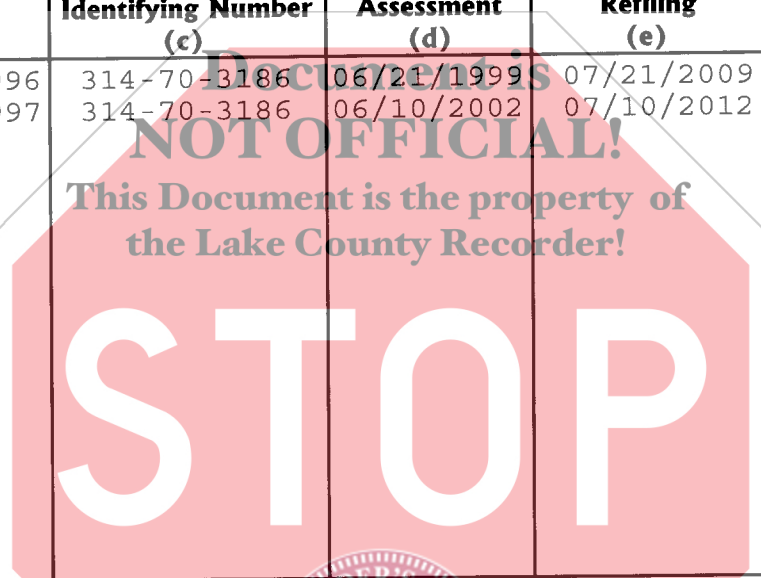 Identifying Number Assessment Refiling
(c) (d) (e)
96 314-70-3186 06/21/1999 07/21/2009
97 314-70-3186 06/10/2002 07/10/2012
Document is
NOT OFFICIAL!
This Document is the property of
the Lake County Recorder!
STOP